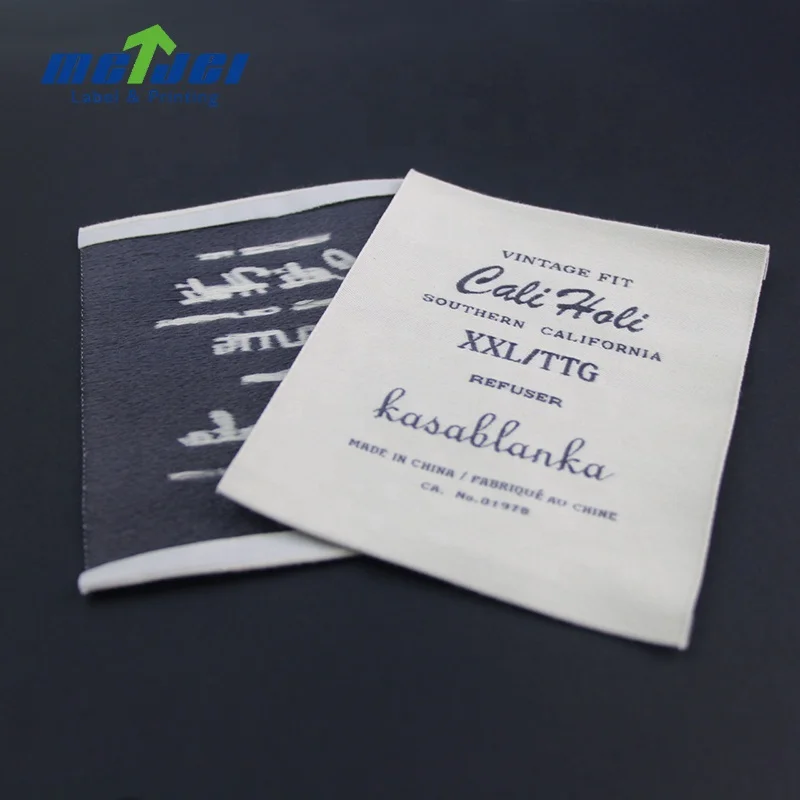 meijei
Label & Printing
VINTAGE FIT
Cali Holi
SOUTHERN CALIFORNIA
XXL/TTG
REFUSER
kasablanka
MADE IN CHINA / FABRIQUÉ AU CHINE
CA. No.01978